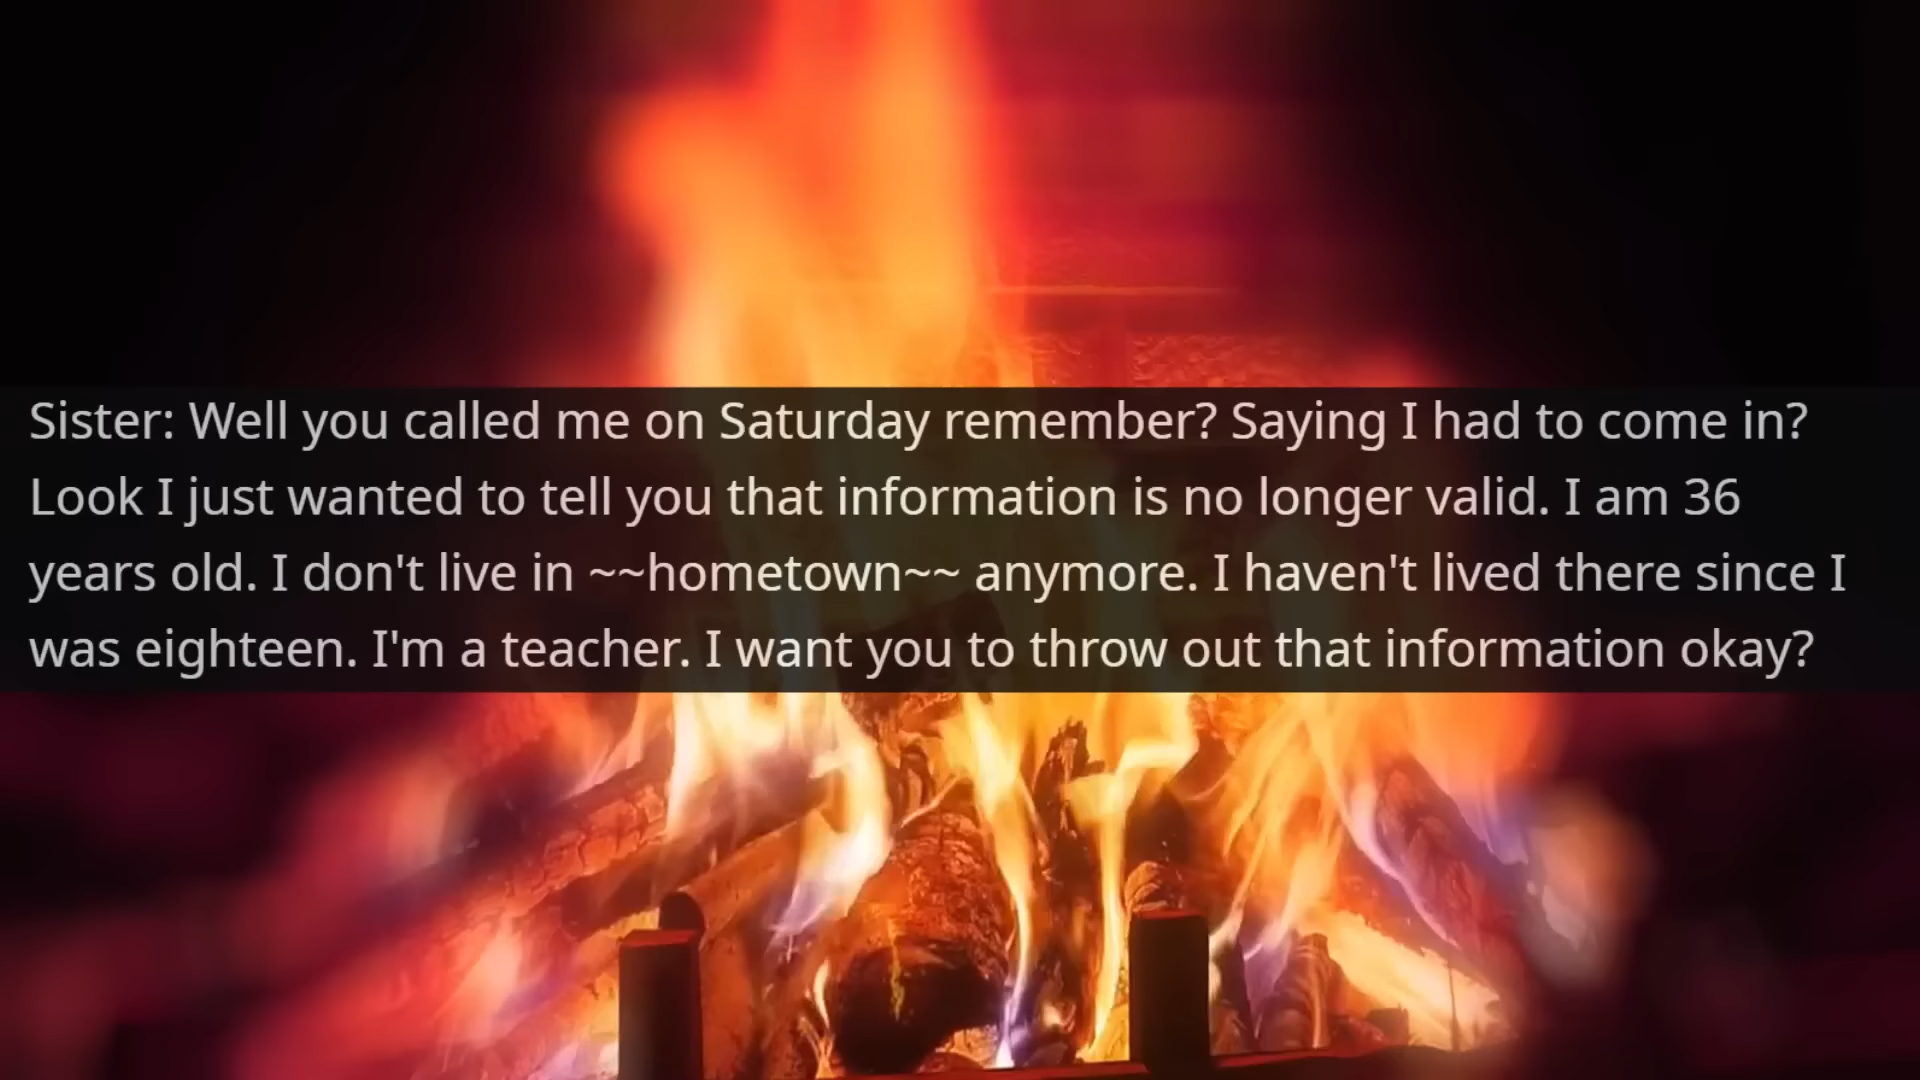 Sister: Well you called me on Saturday remember? Saying I had to come in?
Look I just wanted to tell you that information is no longer valid. I am 36
years old. I don't live in ~~hometown~~ anymore. I haven't lived there since I
was eighteen. I'm a teacher. I want you to throw out that information okay?